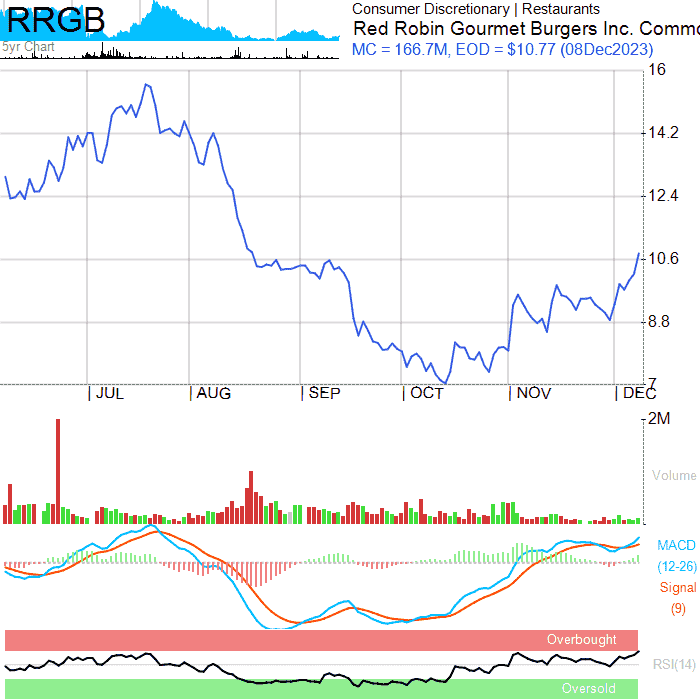 RRGB
5yr Chart
Consumer Discretionary | Restaurants
Red Robin Gourmet Burgers Inc. Commo
MC = 166.7M, EOD = $10.77 (08Dec2023)
16
14.2
12.4
10.6
8.8
7
JUL AUG SEP OCT NOV DEC
2M
Volume
MACD
(12-26)
Signal
(9)
Overbought
RSI(14)
Oversold